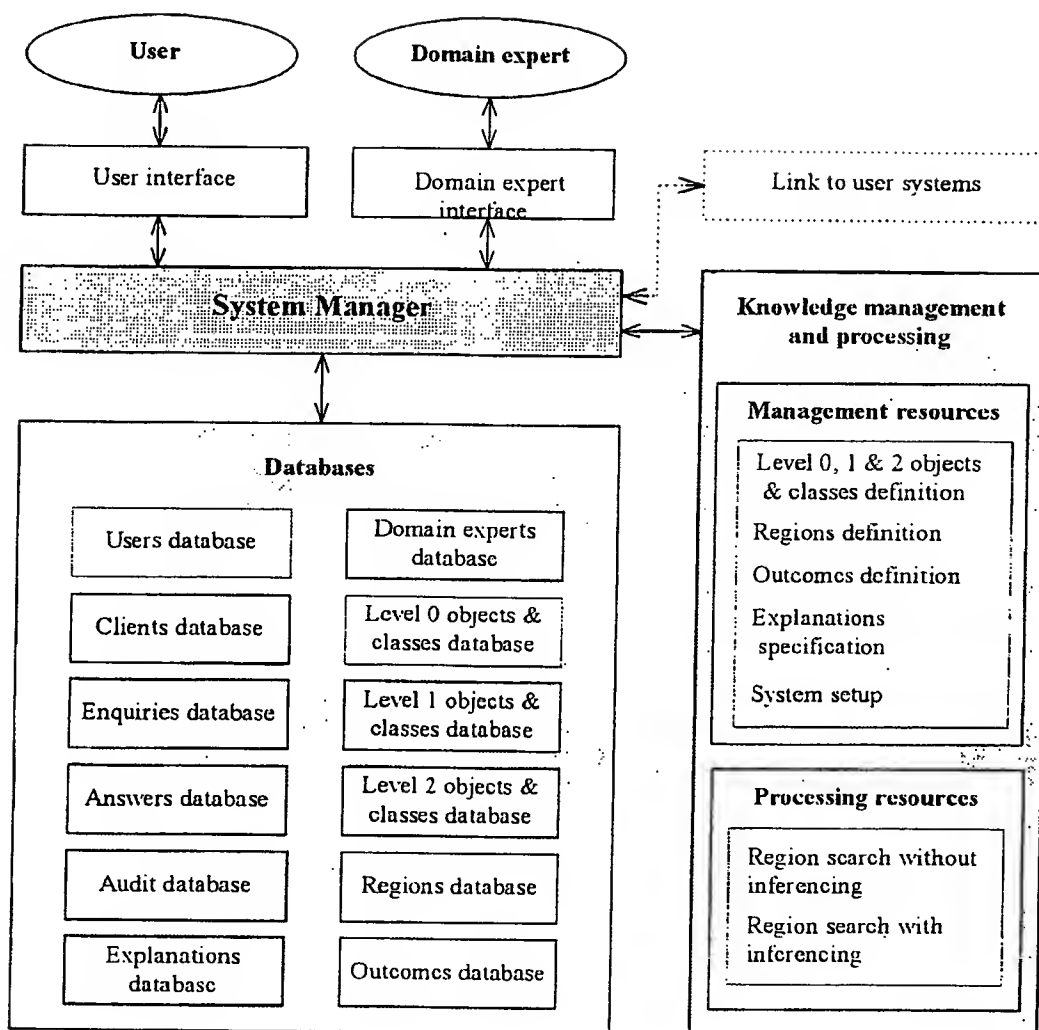 User
Domain expert
User interface
Domain expert
interface
Link to user systems
System Manager
Knowledge management
and processing
Management resources
Level 0, 1 & 2 objects
& classes definition
Regions definition
Outcomes definition
Explanations
specification
System setup
Processing resources
Region search without
inferencing
Region search with
inferencing
Databases
Users database
Domain experts
database
Clients database
Level 0 objects &
classes database
Enquiries database
Level 1 objects &
classes database
Answers database
Level 2 objects &
classes database
Audit database
Regions database
Explanations
database
Outcomes database